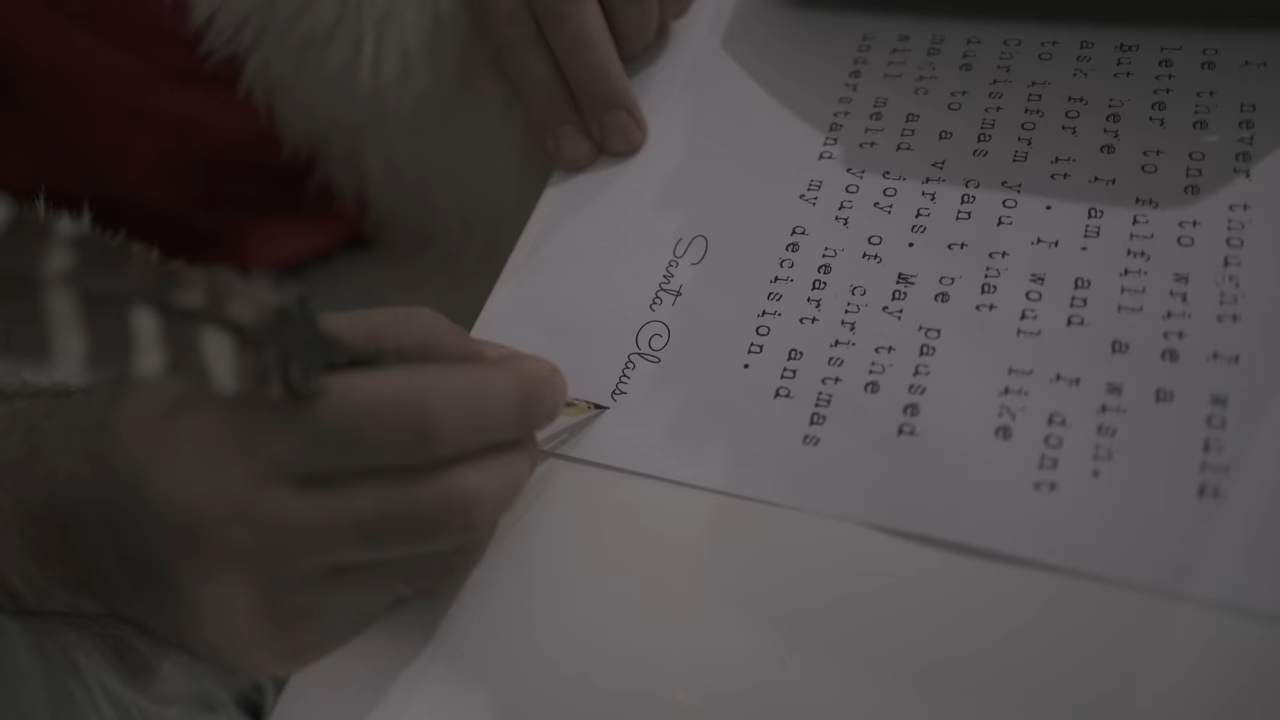 I never thought I would
be the one to write a
letter to fulfill a wish.
But here I am, and I dont
ask for it. I woul like
to inform you that
Christmas can t be paused
due to a virus. May the
magic and joy of christmas
still melt your heart and
understand my decision.
Santa Claus